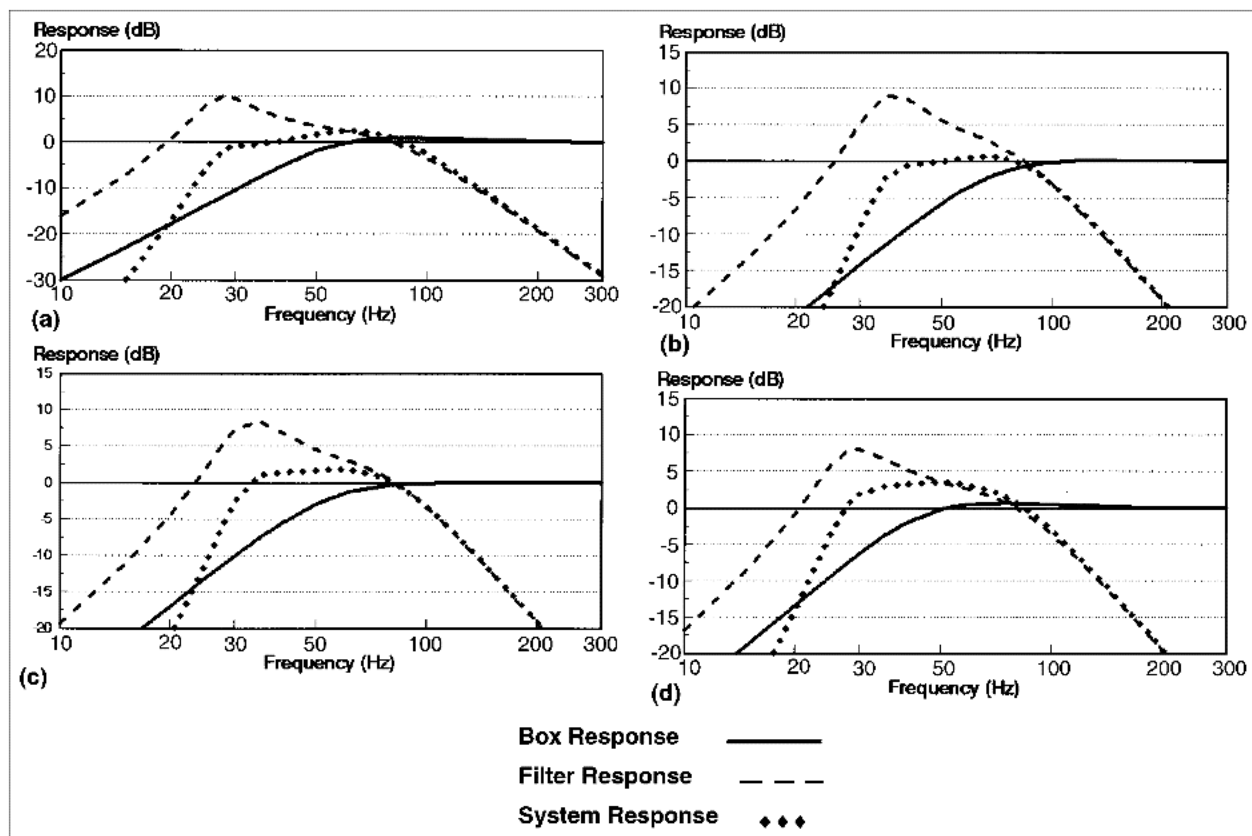 Response (dB)
20
10
0
-10
-20
-30
10 20 30 50 100 200 300
Frequency (Hz)
(a)
Response (dB)
15
10
5
0
-5
-10
-15
-20
10 20 30 50 100 200 300
Frequency (Hz)
(b)
Response (dB)
15
10
5
0
-5
-10
-15
-20
10 20 30 50 100 200 300
Frequency (Hz)
(c)
Response (dB)
15
10
5
0
-5
-10
-15
-20
10 20 30 50 100 200 300
Frequency (Hz)
(d)
Box Response
Filter Response
System Response